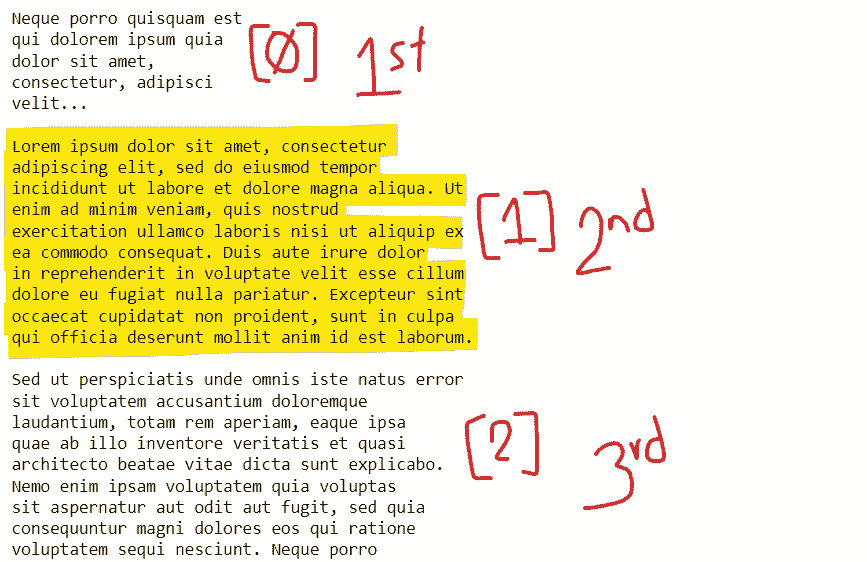 Neque porro quisquam est
qui dolorem ipsum quia
dolor sit amet,
consectetur, adipisci
velit...
[0] 1st
Lorem ipsum dolor sit amet, consectetur
adipiscing elit, sed do eiusmod tempor
incididunt ut labore et dolore magna aliqua. Ut
enim ad minim veniam, quis nostrud
exercitation ullamco laboris nisi ut aliquip ex
ea commodo consequat. Duis aute irure dolor
in reprehenderit in voluptate velit esse cillum
dolore eu fugiat nulla pariatur. Excepteur sint
occaecat cupidatat non proident, sunt in culpa
qui officia deserunt mollit anim id est laborum.
[1] 2nd
Sed ut perspiciatis unde omnis iste natus error
sit voluptatem accusantium doloremque
laudantium, totam rem aperiam, eaque ipsa
quae ab illo inventore veritatis et quasi
architecto beatae vitae dicta sunt explicabo.
Nemo enim ipsam voluptatem quia voluptas
sit aspernatur aut odit aut fugit, sed quia
consequuntur magni dolores eos qui ratione
voluptatem sequi nesciunt. Neque porro
[2] 3rd